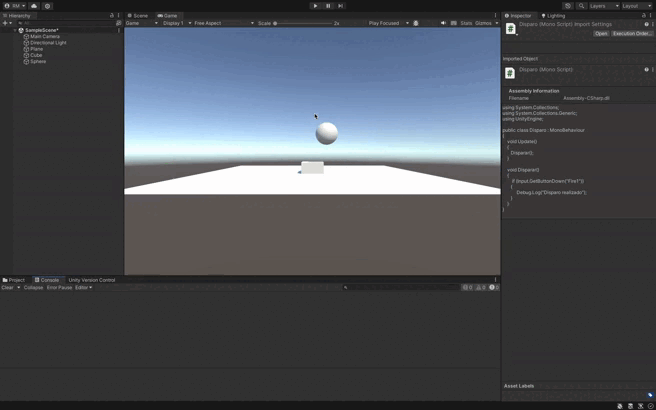 RM
Layers
Layout
Hierarchy
Scene
Game
Inspector
Lighting
All
Game
Display 1
Free Aspect
Scale
2x
Play Focused
Stats
Gizmos
SampleScene*
Main Camera
Directional Light
Plane
Cube
Sphere
Disparo (Mono Script) Import Settings
Open
Execution Order...
Imported Object
Disparo (Mono Script)
Assembly Information
Filename
Assembly-CSharp.dll
using System.Collections;
using System.Collections.Generic;
using UnityEngine;
public class Disparo : MonoBehaviour
{
void Update()
{
Disparar();
}
void Disparar()
{
if (Input.GetButtonDown("Fire1"))
{
Debug.Log("Disparo realizado");
}
}
}
Project
Console
Unity Version Control
Clear
Collapse
Error Pause
Editor
0
0
0
Asset Labels